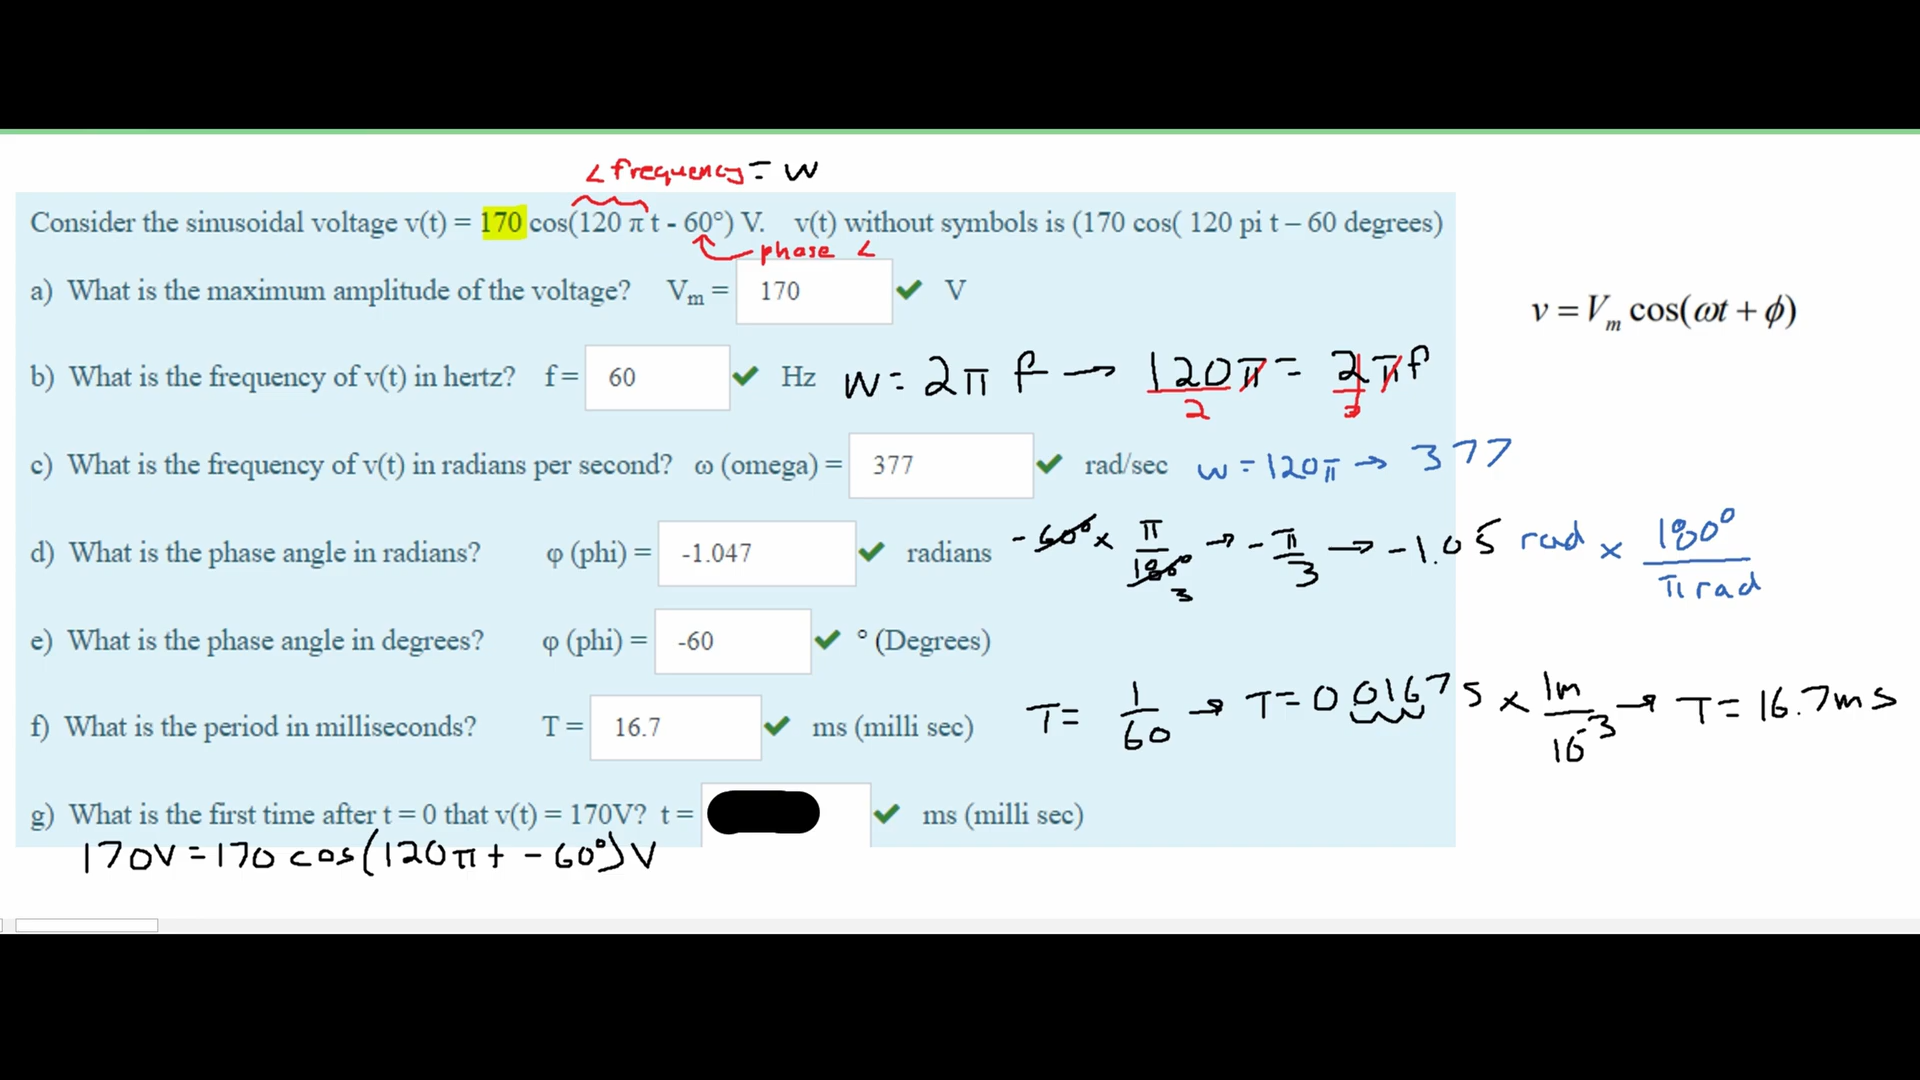 ∠ frequency = w
Consider the sinusoidal voltage v(t) = 170 cos(120 π t - 60°) V.    v(t) without symbols is (170 cos( 120 pi t – 60 degrees)
phase ∠
a)  What is the maximum amplitude of the voltage?    Vm = 170 ✔ V
v = Vm cos(ωt + ϕ)
b)  What is the frequency of v(t) in hertz?    f = 60 ✔ Hz    w = 2π f → 120π = 2πf
2    2
c)  What is the frequency of v(t) in radians per second?   ω (omega) = 377 ✔ rad/sec    w = 120π → 377
d)  What is the phase angle in radians?    φ (phi) = -1.047 ✔ radians    -60° x π/180° → -π/3 → -1.05 rad x 180°/π rad
3
e)  What is the phase angle in degrees?    φ (phi) = -60 ✔ ° (Degrees)
f)  What is the period in milliseconds?    T = 16.7 ✔ ms (milli sec)    T = 1/60 → T = 0.0167 s x 1m/10⁻³ → T = 16.7 ms
g)  What is the first time after t = 0 that v(t) = 170V?  t = ✔ ms (milli sec)
170V = 170 cos(120πt - 60°)V